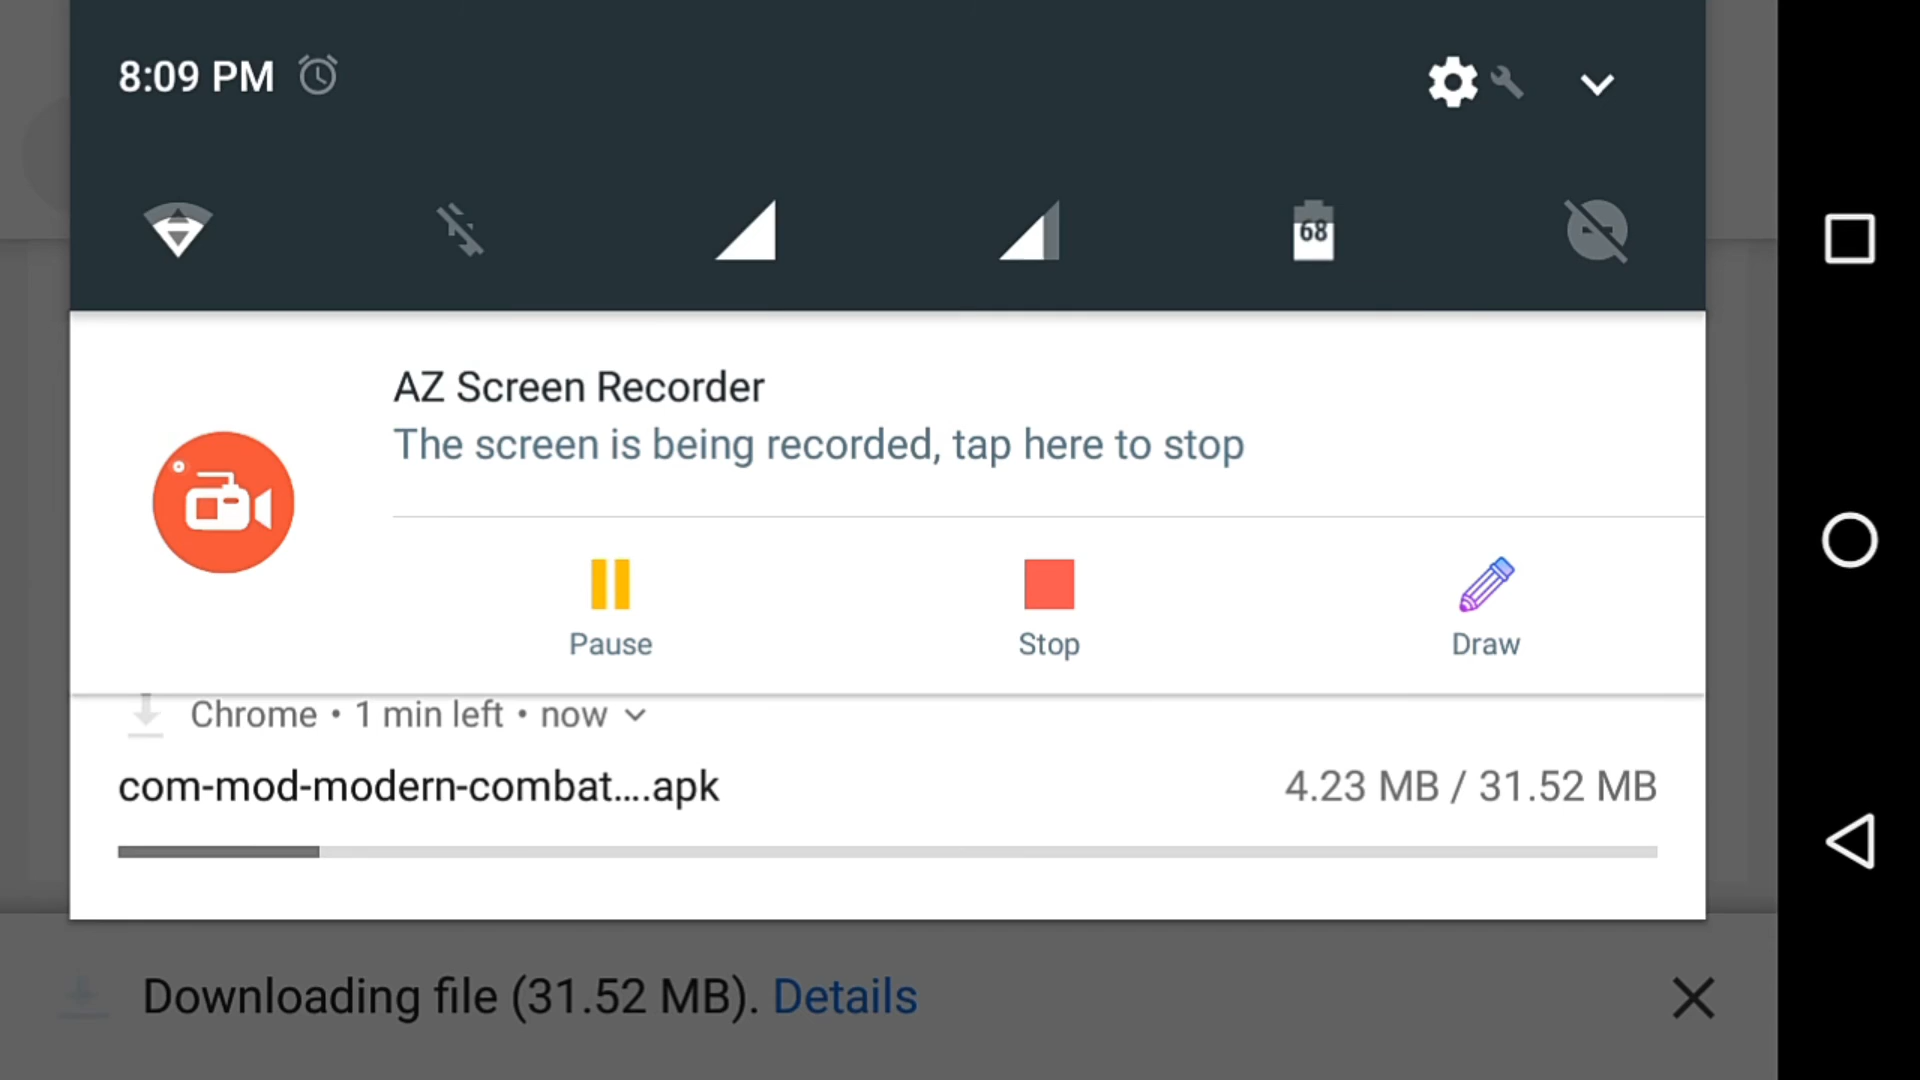 8:09 PM
68
AZ Screen Recorder
The screen is being recorded, tap here to stop
Pause
Stop
Draw
Chrome • 1 min left • now
com-mod-modern-combat....apk
4.23 MB / 31.52 MB
Downloading file (31.52 MB). Details